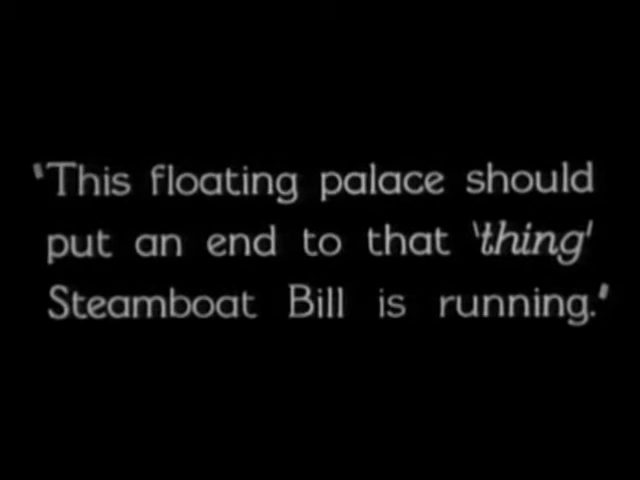 "This floating palace should
put an end to that 'thing'
Steamboat Bill is running."